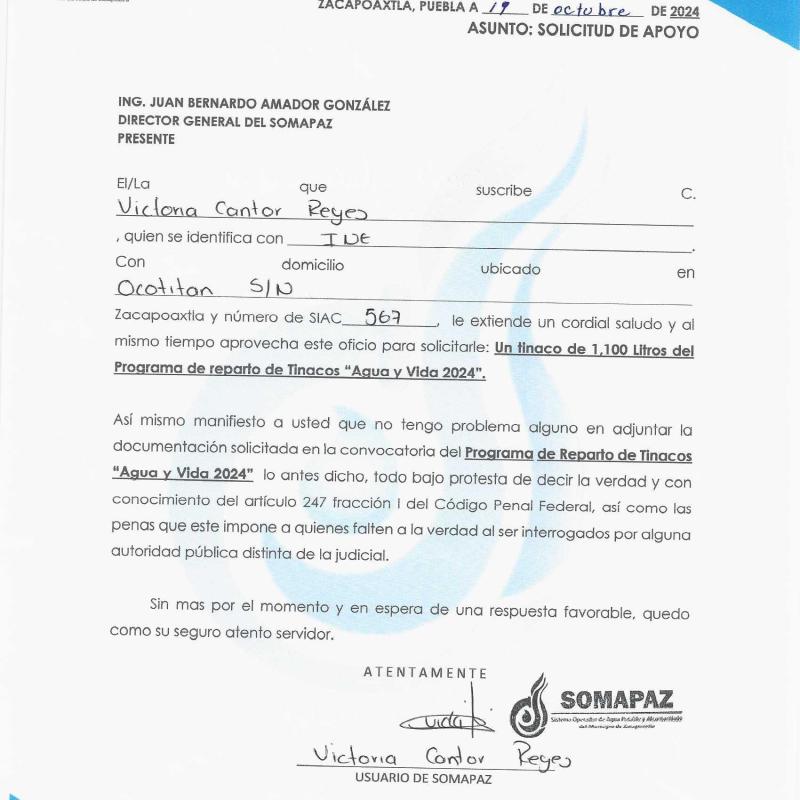 ZACAPOAXTLA, PUEBLA A 19 DE octubre DE 2024
ASUNTO: SOLICITUD DE APOYO
ING. JUAN BERNARDO AMADOR GONZÁLEZ
DIRECTOR GENERAL DEL SOMAPAZ
PRESENTE
El/La que suscribe C.
Victoria Cantor Reyes
, quien se identifica con INE.
Con domicilio ubicado en
Ocotitan S/N
Zacapoaxtla y número de SIAC 567, le extiende un cordial saludo y al
mismo tiempo aprovecha este oficio para solicitarle: Un tinaco de 1,100 Litros del
Programa de reparto de Tinacos “Agua y Vida 2024”.
Así mismo manifiesto a usted que no tengo problema alguno en adjuntar la
documentación solicitada en la convocatoria del Programa de Reparto de Tinacos
“Agua y Vida 2024” lo antes dicho, todo bajo protesta de decir la verdad y con
conocimiento del artículo 247 fracción I del Código Penal Federal, así como las
penas que este impone a quienes falten a la verdad al ser interrogados por alguna
autoridad pública distinta de la judicial.
Sin mas por el momento y en espera de una respuesta favorable, quedo
como su seguro atento servidor.
ATENTAMENTE
SOMAPAZ
Sistema Operador de Agua Potable y Alcantarillado
del Municipio de Zacapoaxtla
Victoria Cantor Reyes
USUARIO DE SOMAPAZ